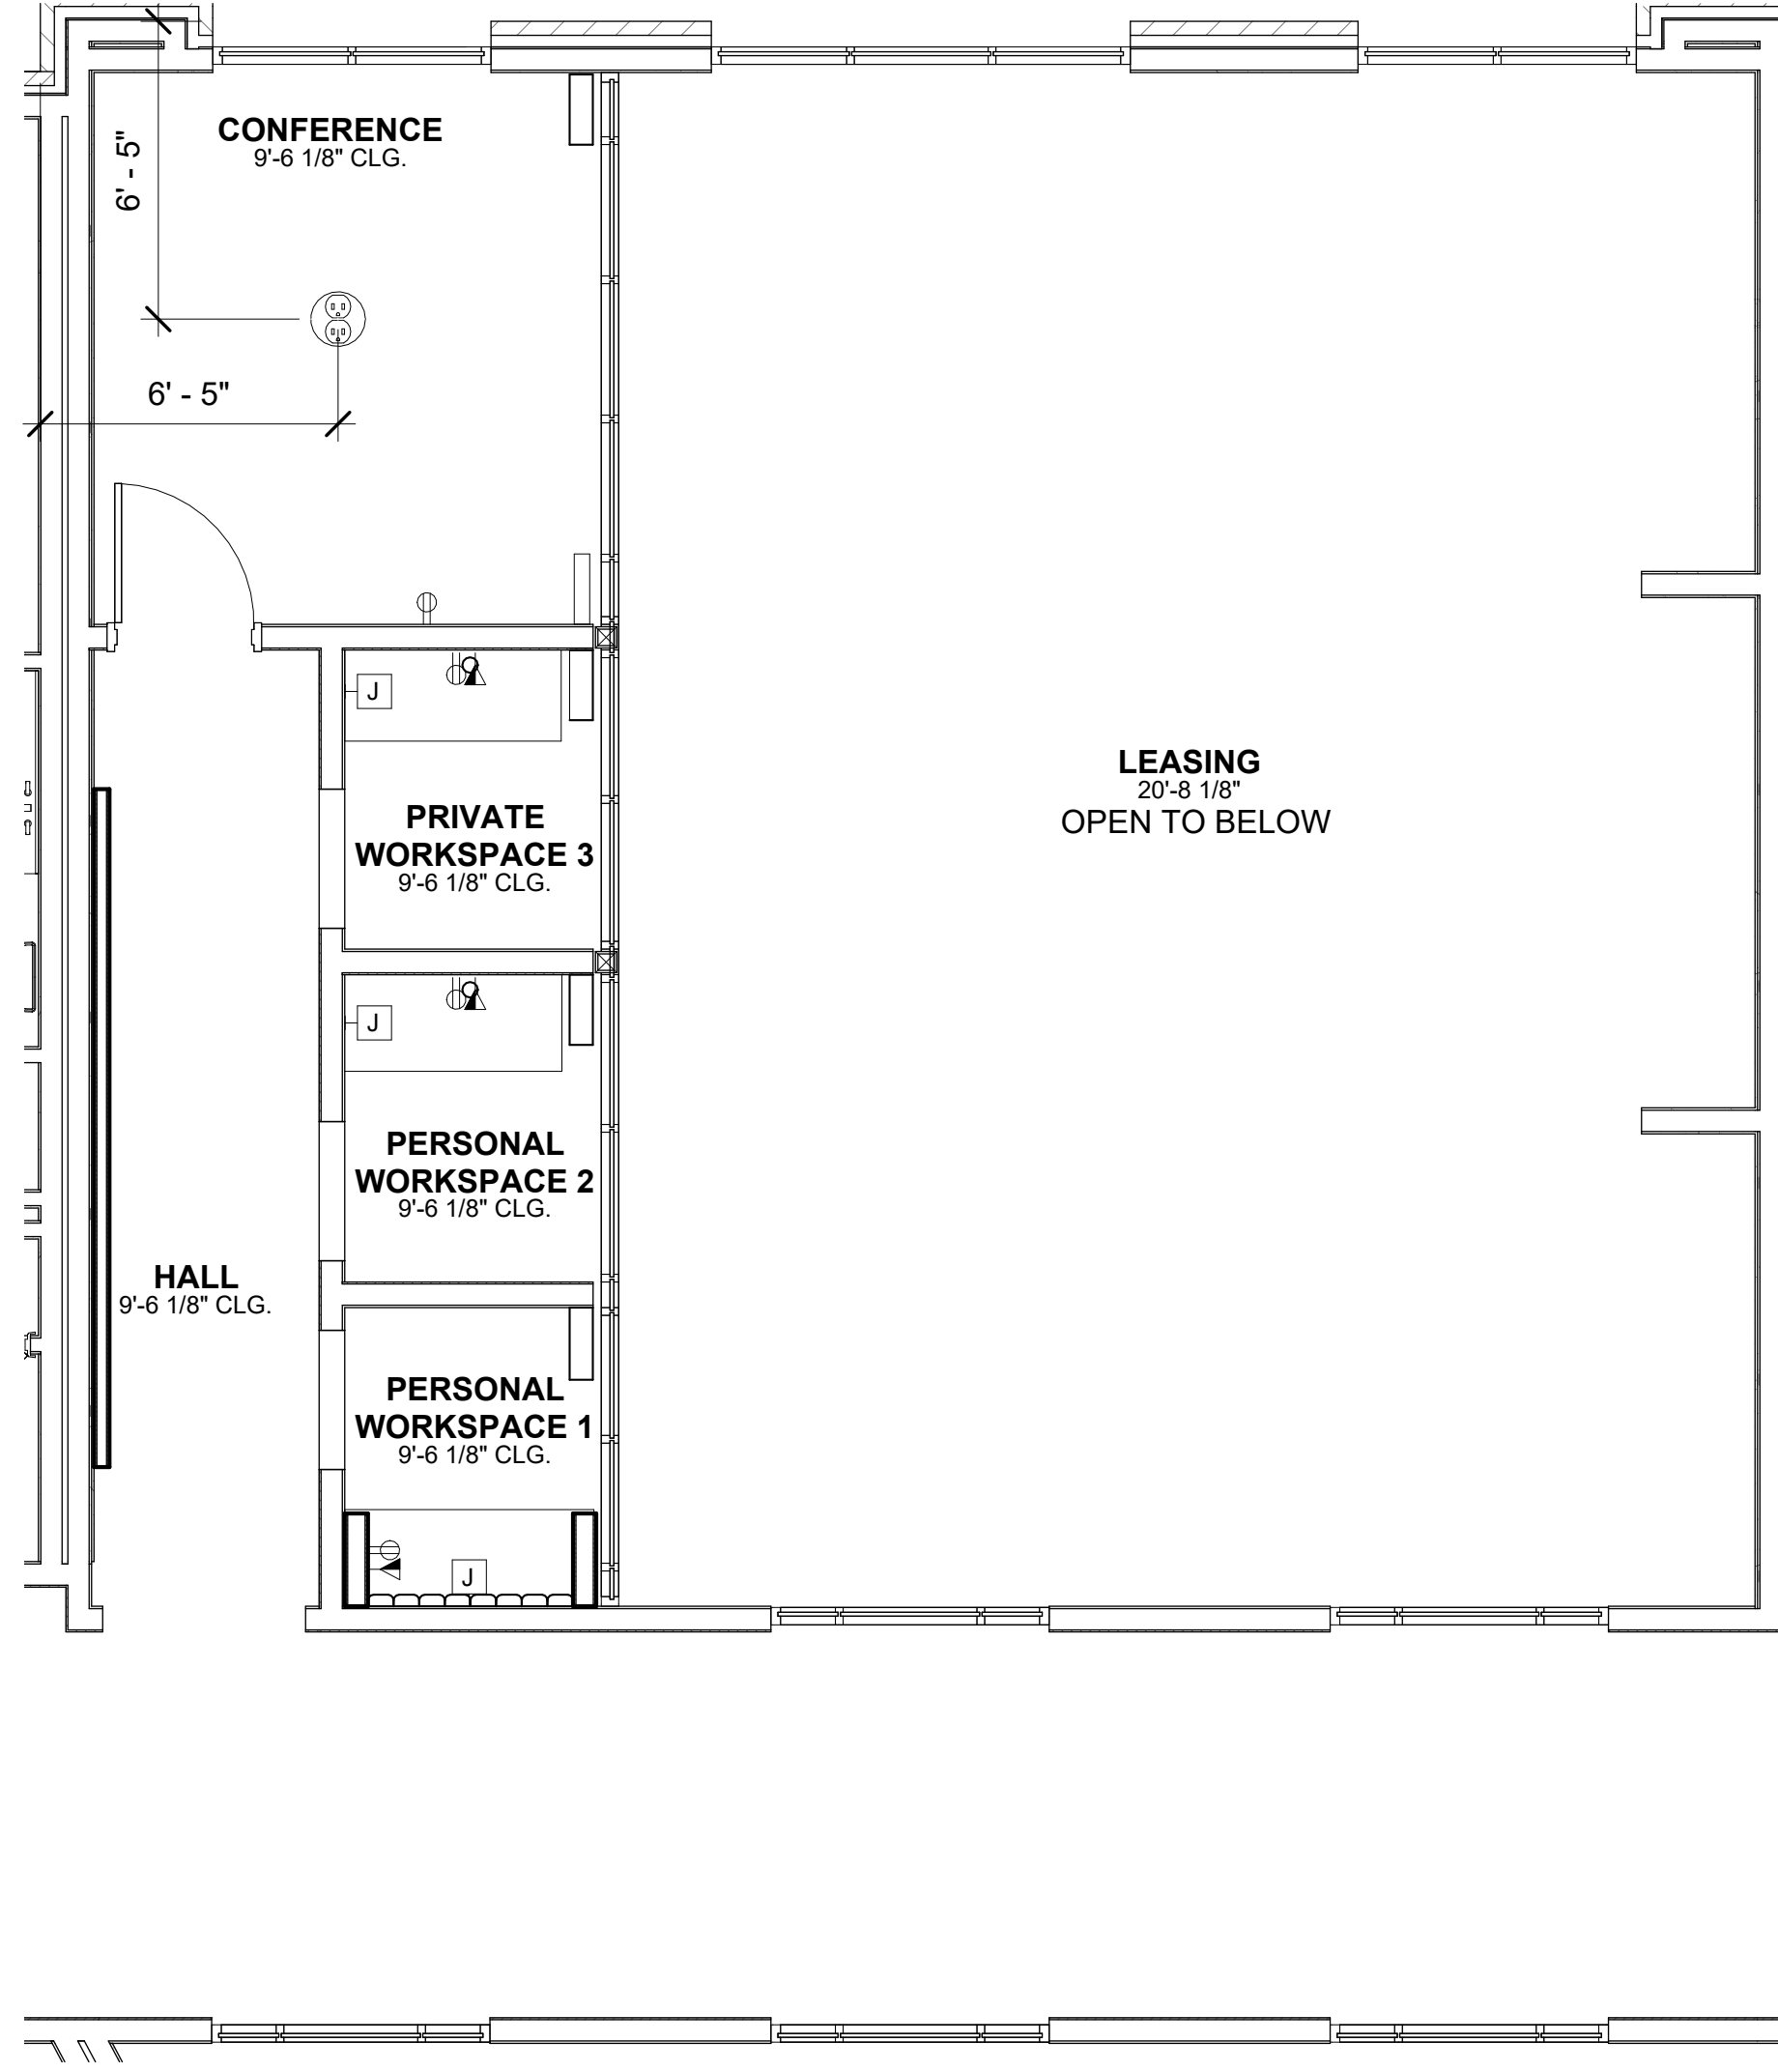 CONFERENCE
9'-6 1/8" CLG.
6' - 5"
6' - 5"
J
PRIVATE
WORKSPACE 3
9'-6 1/8" CLG.
LEASING
20'-8 1/8"
OPEN TO BELOW
J
PERSONAL
WORKSPACE 2
9'-6 1/8" CLG.
HALL
9'-6 1/8" CLG.
PERSONAL
WORKSPACE 1
9'-6 1/8" CLG.
J